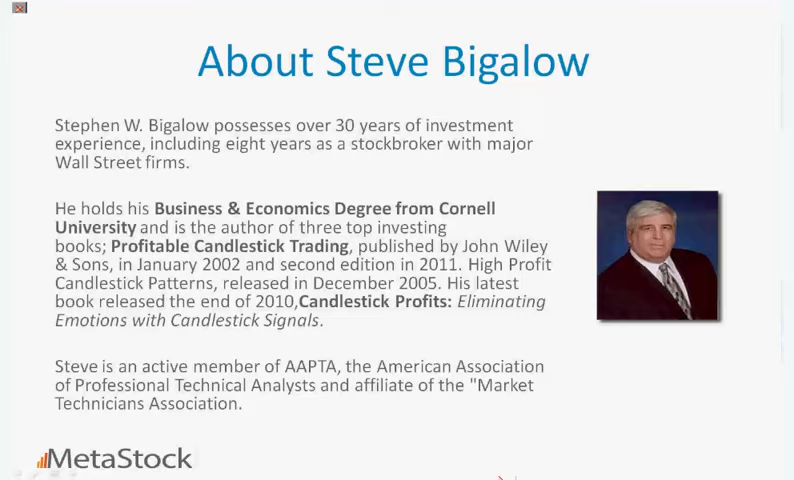 About Steve Bigalow
Stephen W. Bigalow possesses over 30 years of investment
experience, including eight years as a stockbroker with major
Wall Street firms.
He holds his Business & Economics Degree from Cornell
University and is the author of three top investing
books; Profitable Candlestick Trading, published by John Wiley
& Sons, in January 2002 and second edition in 2011. High Profit
Candlestick Patterns, released in December 2005. His latest
book released the end of 2010,Candlestick Profits: Eliminating
Emotions with Candlestick Signals.
Steve is an active member of AAPTA, the American Association
of Professional Technical Analysts and affiliate of the "Market
Technicians Association.
MetaStock